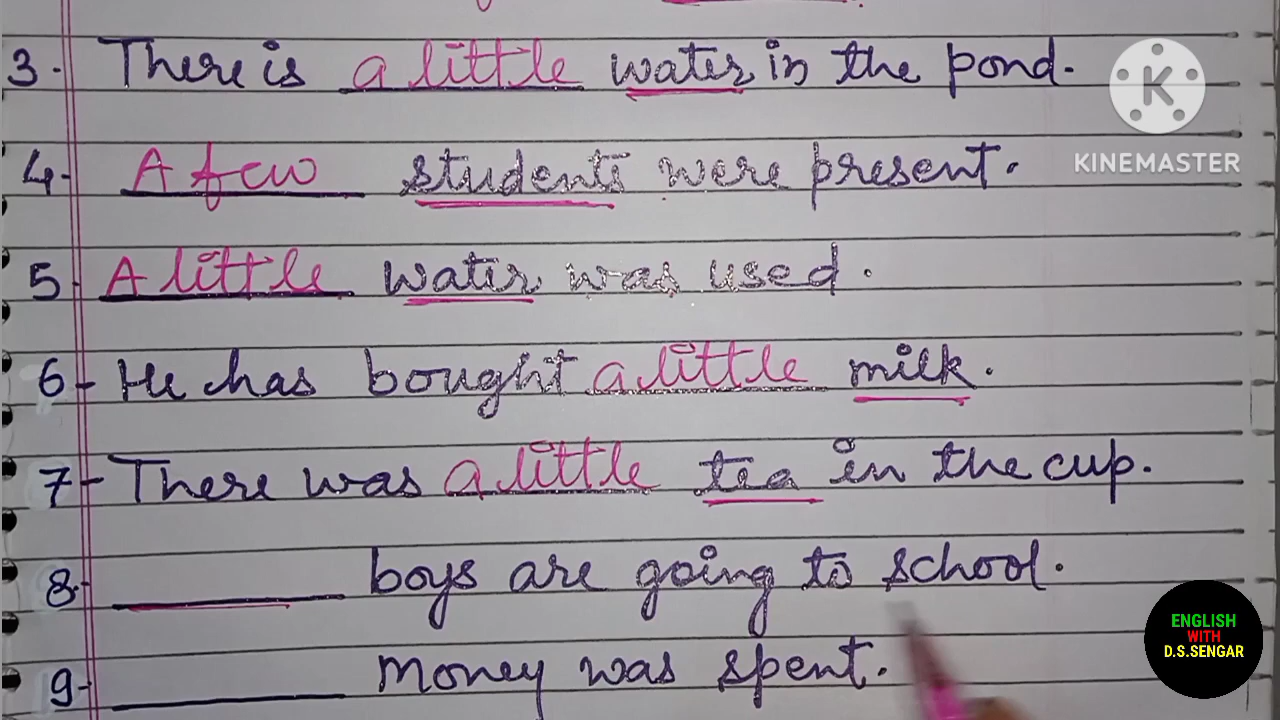 3. There is a little water in the pond.
KINEMASTER
4. A few students were present.
5. A little water was used.
6- He has bought a little milk.
7- There was a little tea in the cup.
8- ________ boys are going to school.
ENGLISH
WITH
D.S.SENGAR
9- ________ money was spent.